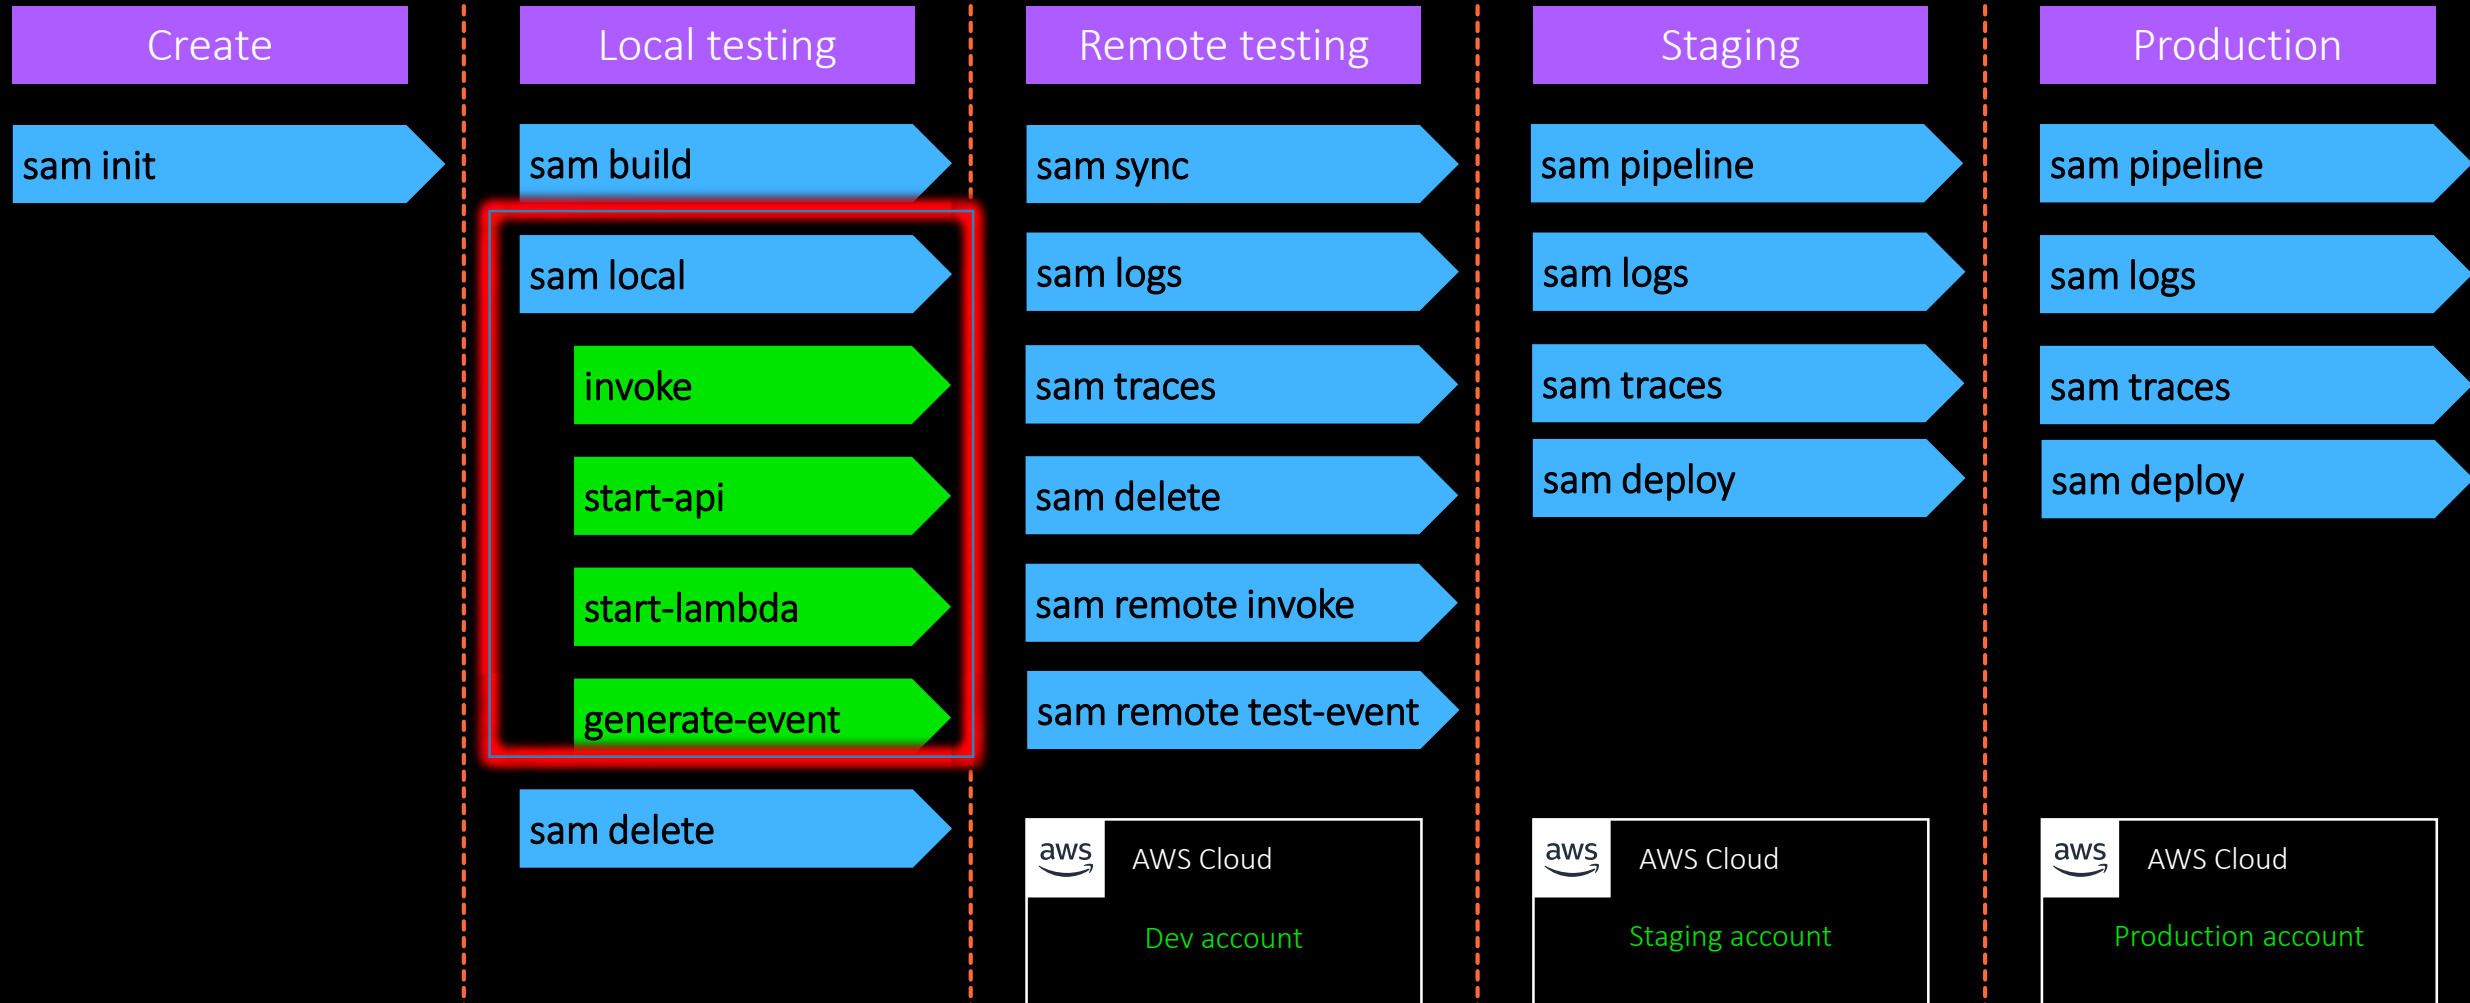 Create
sam init
Local testing
sam build
sam local
invoke
start-api
start-lambda
generate-event
sam delete
Remote testing
sam sync
sam logs
sam traces
sam delete
sam remote invoke
sam remote test-event
aws
AWS Cloud
Dev account
Staging
sam pipeline
sam logs
sam traces
sam deploy
aws
AWS Cloud
Staging account
Production
sam pipeline
sam logs
sam traces
sam deploy
aws
AWS Cloud
Production account